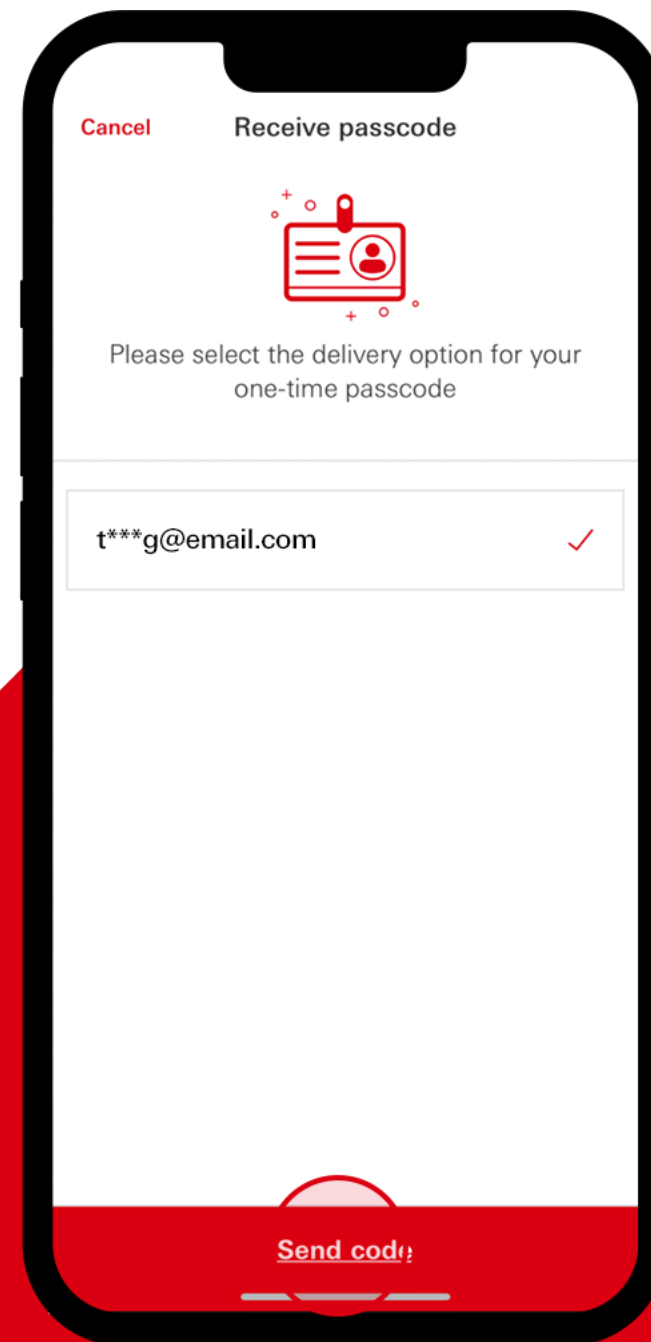 Cancel
Receive passcode
Please select the delivery option for your
one-time passcode
t***g@email.com
Send code